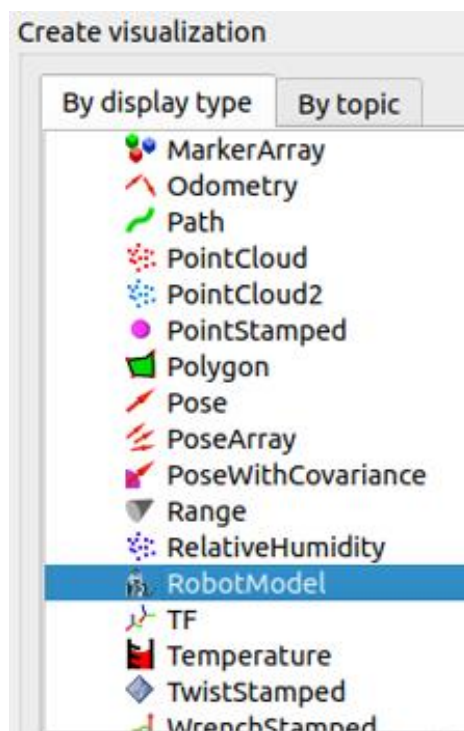 Create visualization
By display type
By topic
MarkerArray
Odometry
Path
PointCloud
PointCloud2
PointStamped
Polygon
Pose
PoseArray
PoseWithCovariance
Range
RelativeHumidity
RobotModel
TF
Temperature
TwistStamped
WrenchStamped